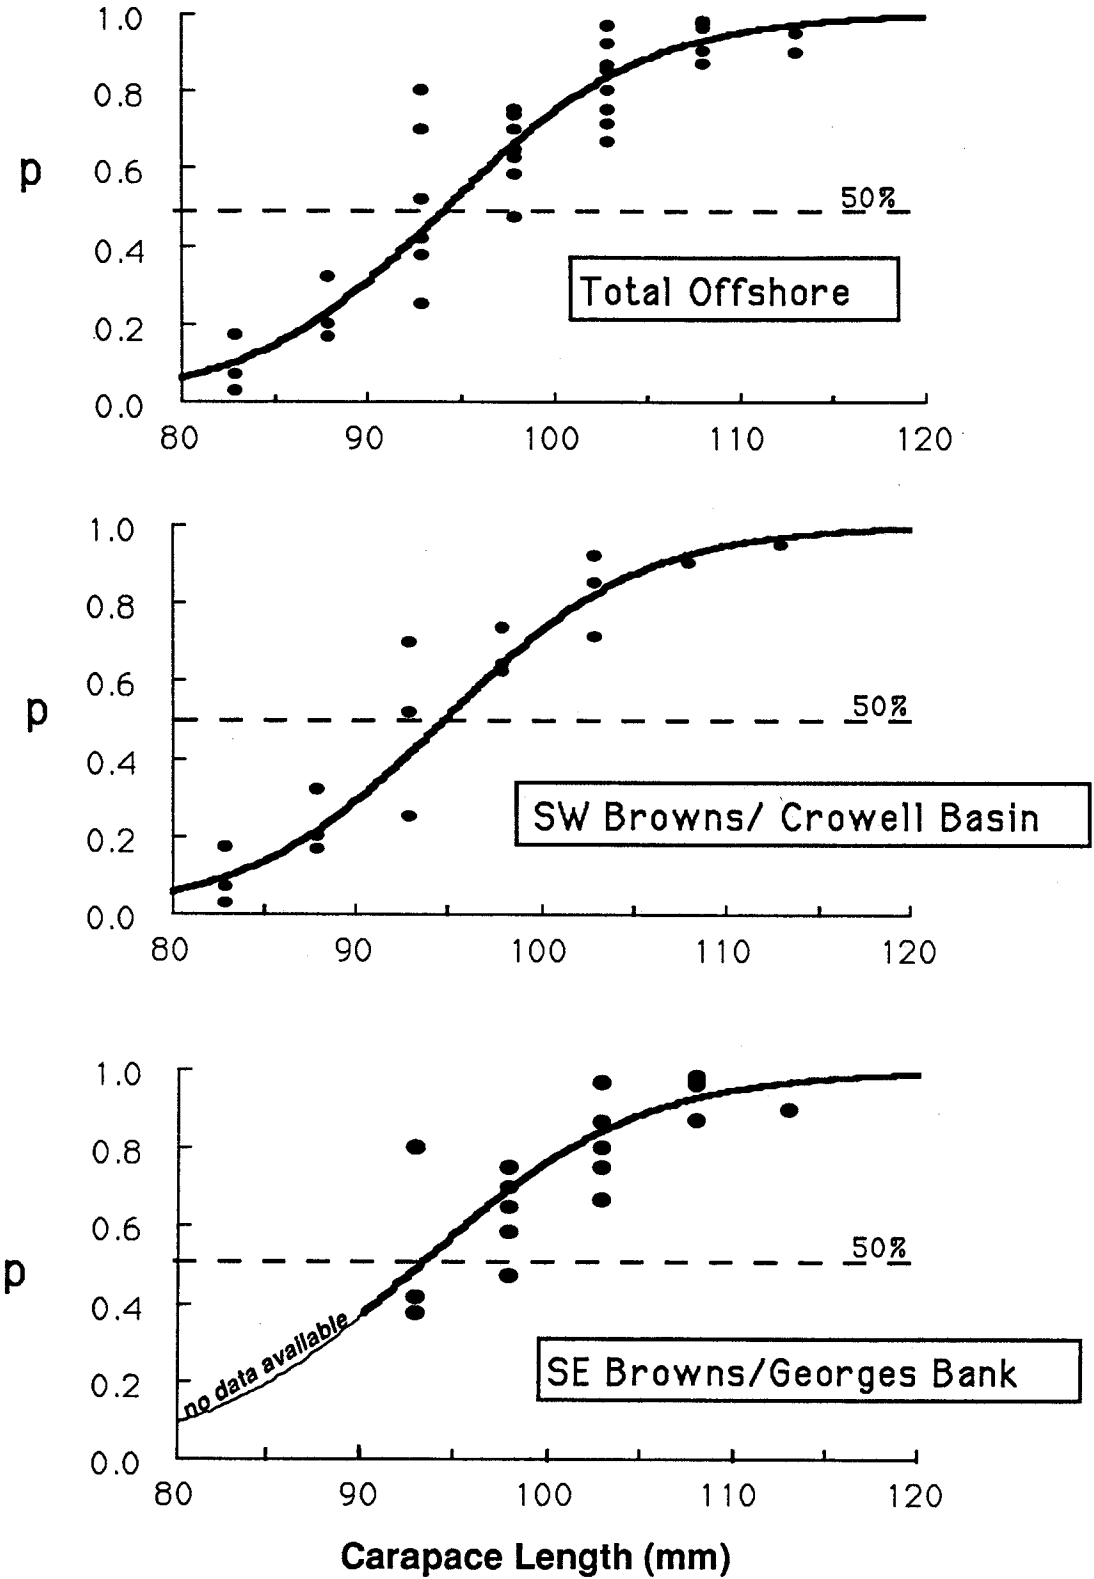 1.0
0.8
0.6
0.4
0.2
0.0
p
50%
Total Offshore
80 90 100 110 120
1.0
0.8
0.6
0.4
0.2
0.0
p
50%
SW Browns/ Crowell Basin
80 90 100 110 120
1.0
0.8
0.6
0.4
0.2
0.0
p
50%
no data available
SE Browns/Georges Bank
80 90 100 110 120
Carapace Length (mm)